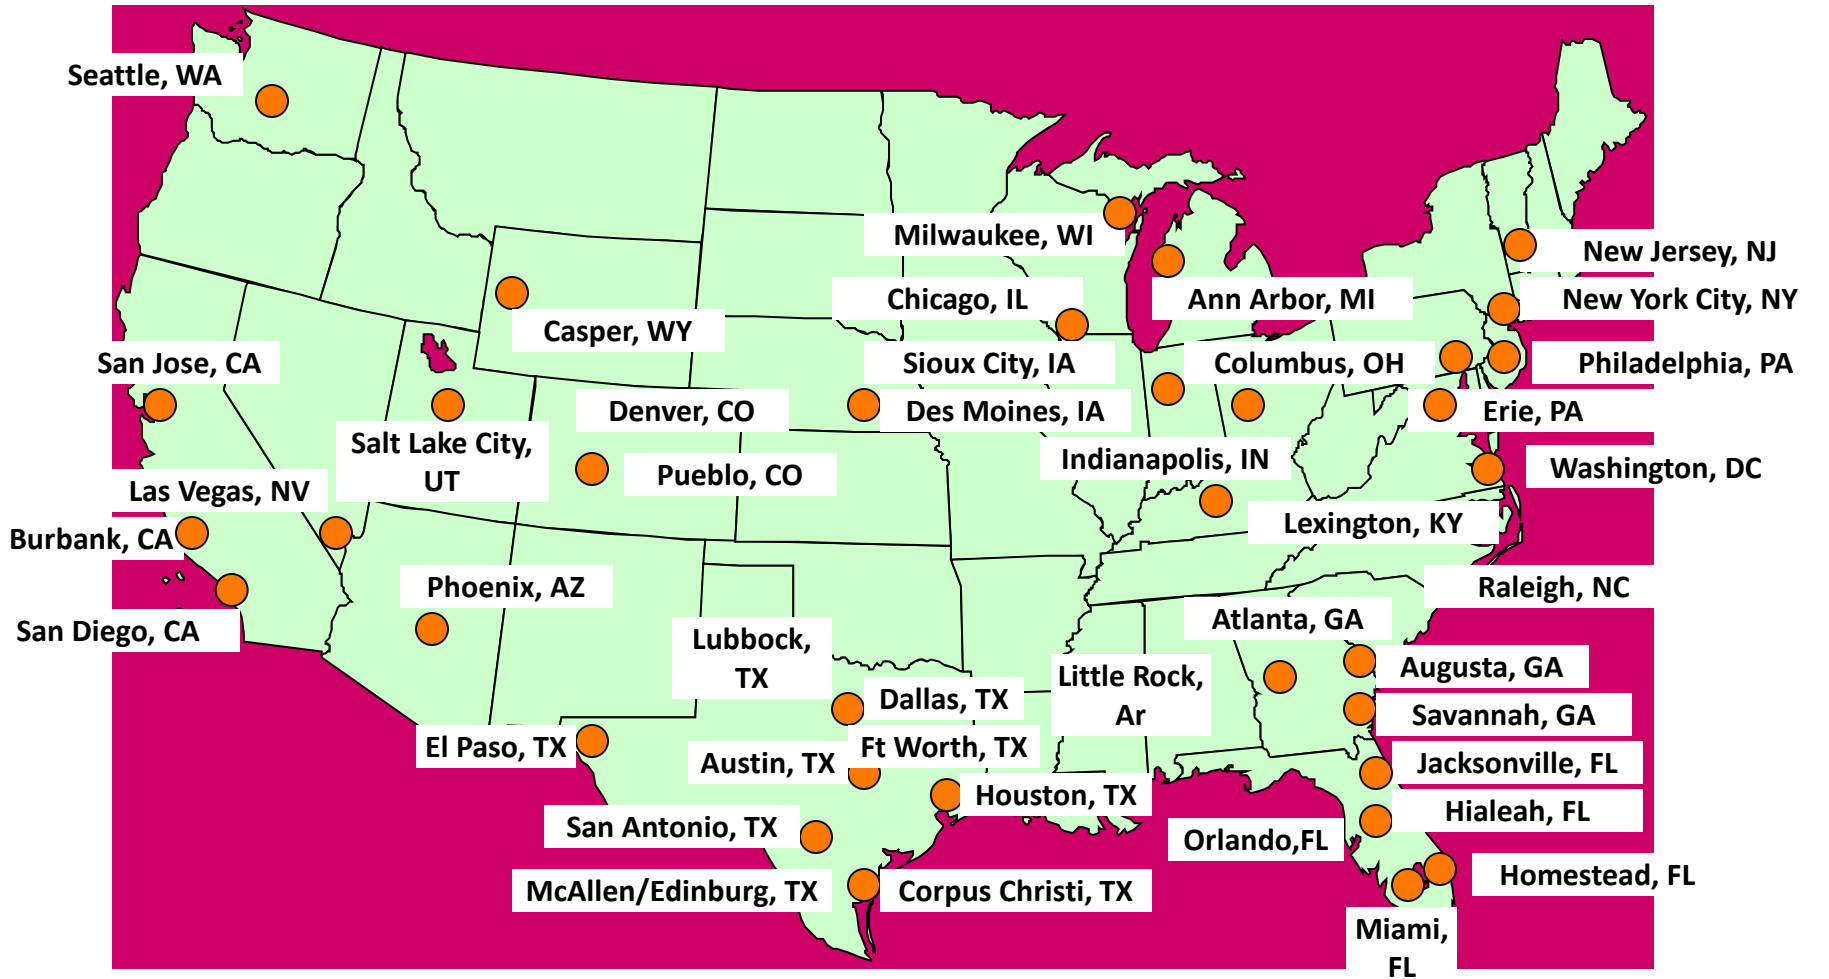 Seattle, WA
Milwaukee, WI
New Jersey, NJ
Chicago, IL
Ann Arbor, MI
New York City, NY
Casper, WY
San Jose, CA
Sioux City, IA
Columbus, OH
Philadelphia, PA
Denver, CO
Des Moines, IA
Erie, PA
Salt Lake City,
UT
Indianapolis, IN
Pueblo, CO
Washington, DC
Las Vegas, NV
Lexington, KY
Burbank, CA
Phoenix, AZ
Raleigh, NC
San Diego, CA
Atlanta, GA
Lubbock,
TX
Little Rock,
Ar
Augusta, GA
Dallas, TX
Savannah, GA
El Paso, TX
Ft Worth, TX
Austin, TX
Jacksonville, FL
Houston, TX
Hialeah, FL
San Antonio, TX
Orlando,FL
Homestead, FL
McAllen/Edinburg, TX
Corpus Christi, TX
Miami,
FL